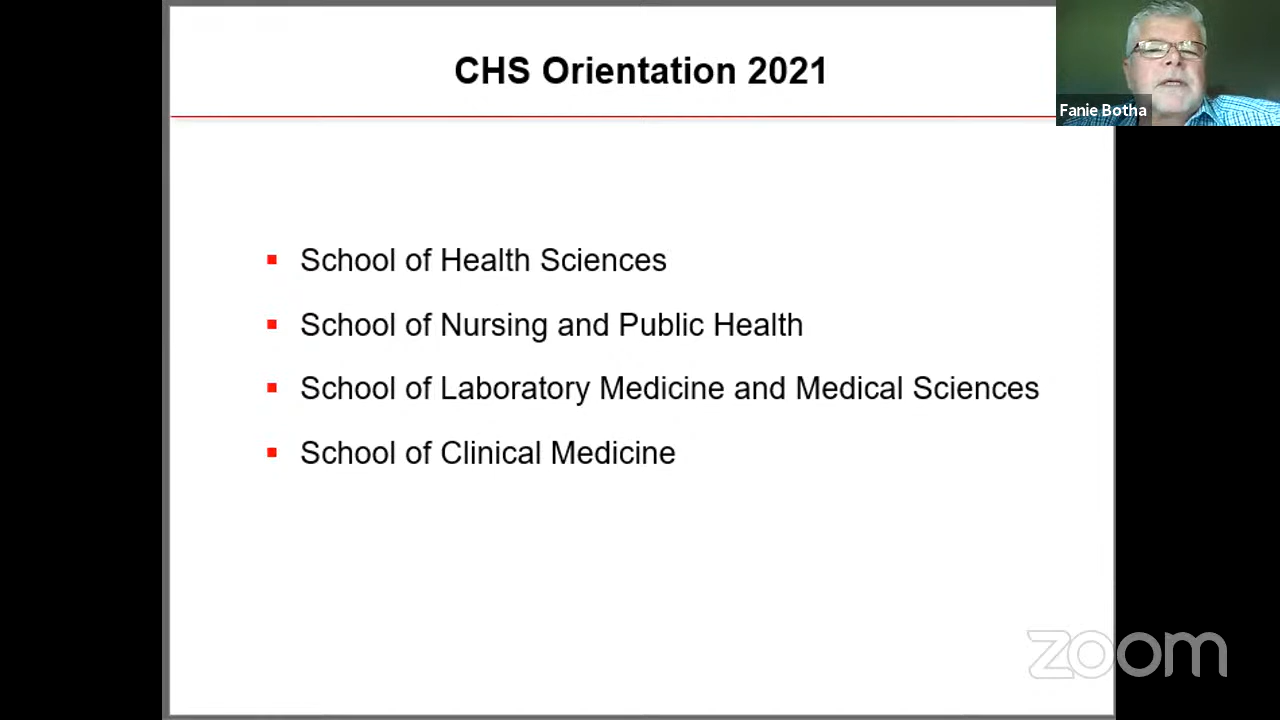 CHS Orientation 2021
Fanie Botha
School of Health Sciences
School of Nursing and Public Health
School of Laboratory Medicine and Medical Sciences
School of Clinical Medicine
zoom